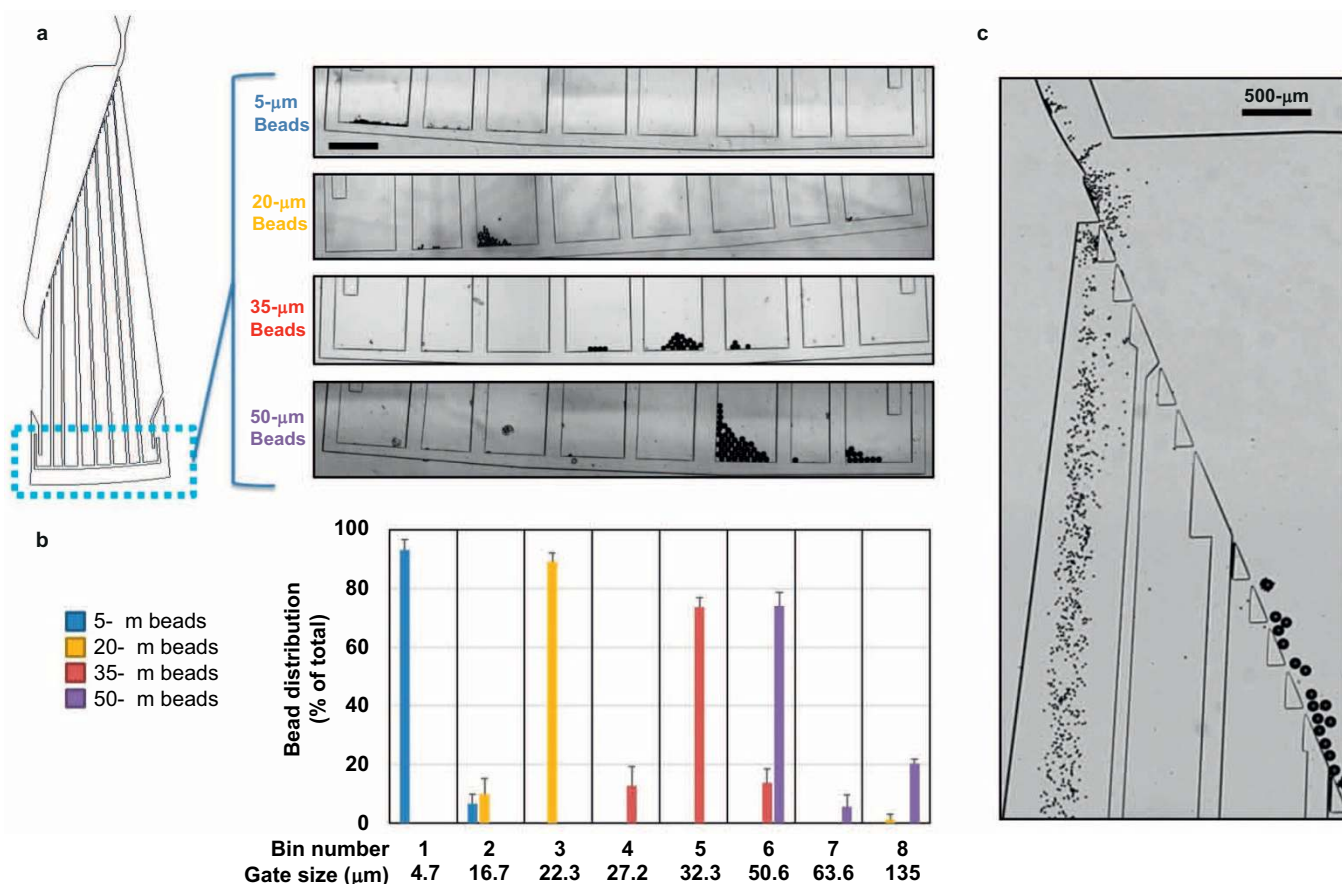 a
5-μm
Beads
20-μm
Beads
35-μm
Beads
50-μm
Beads
b
5- m beads
20- m beads
35- m beads
50- m beads
Bead distribution
(% of total)
100
80
60
40
20
0
Bin number 1 2 3 4 5 6 7 8
Gate size (μm) 4.7 16.7 22.3 27.2 32.3 50.6 63.6 135
c
500-μm